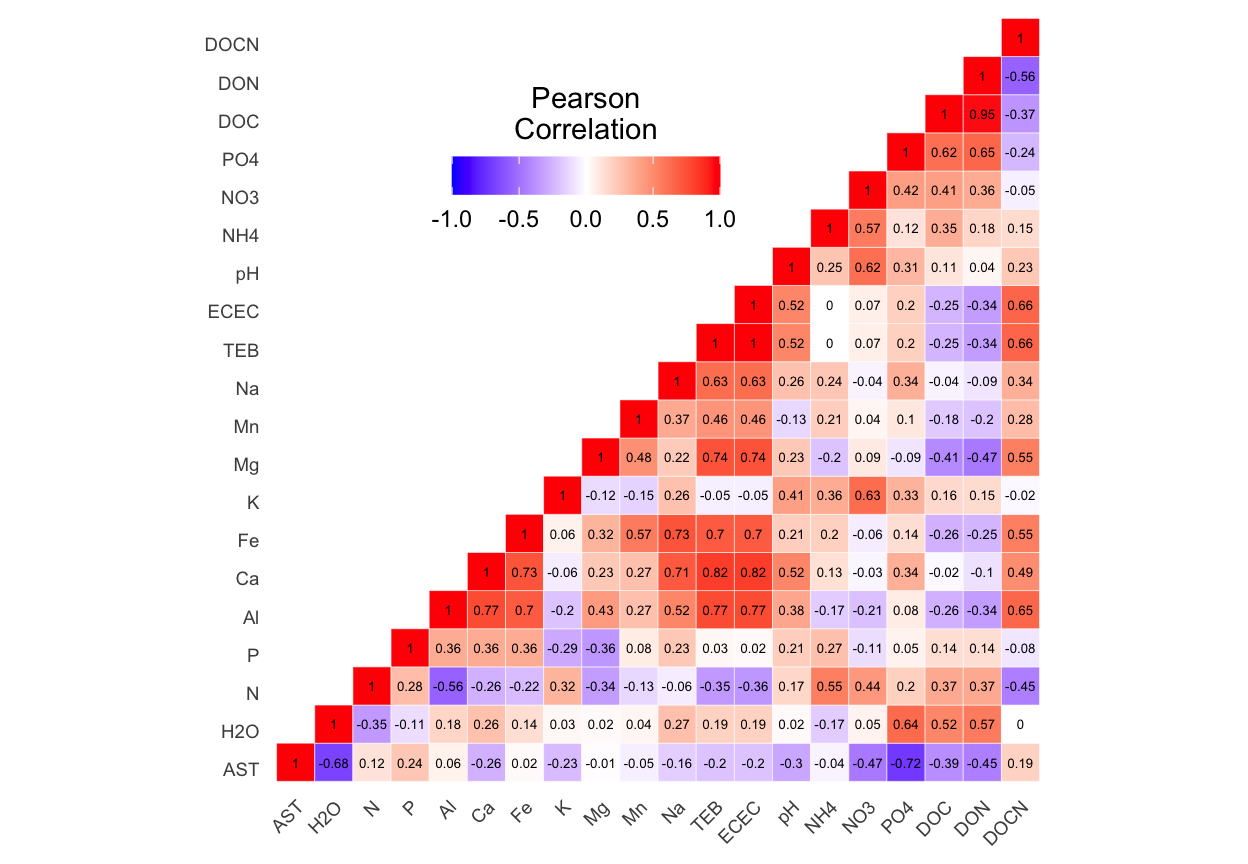 DOCN 1
DON 1 -0.56
Pearson
Correlation
DOC 1 0.95 -0.37
PO4 1 0.62 0.65 -0.24
NO3 1 0.42 0.41 0.36 -0.05
-1.0 -0.5 0.0 0.5 1.0
NH4 1 0.57 0.12 0.35 0.18 0.15
pH 1 0.25 0.62 0.31 0.11 0.04 0.23
ECEC 1 0.52 0 0.07 0.2 -0.25 -0.34 0.66
TEB 1 1 0.52 0 0.07 0.2 -0.25 -0.34 0.66
Na 1 0.63 0.63 0.26 0.24 -0.04 0.34 -0.04 -0.09 0.34
Mn 1 0.37 0.46 0.46 -0.13 0.21 0.04 0.1 -0.18 -0.2 0.28
Mg 1 0.48 0.22 0.74 0.74 0.23 -0.2 0.09 -0.09 -0.41 -0.47 0.55
K 1 -0.12 -0.15 0.26 -0.05 -0.05 0.41 0.36 0.63 0.33 0.16 0.15 -0.02
Fe 1 0.06 0.32 0.57 0.73 0.7 0.7 0.21 0.2 -0.06 0.14 -0.26 -0.25 0.55
Ca 1 0.73 -0.06 0.23 0.27 0.71 0.82 0.82 0.52 0.13 -0.03 0.34 -0.02 -0.1 0.49
Al 1 0.77 0.7 -0.2 0.43 0.27 0.52 0.77 0.77 0.38 -0.17 -0.21 0.08 -0.26 -0.34 0.65
P 1 0.36 0.36 0.36 -0.29 -0.36 0.08 0.23 0.03 0.02 0.21 0.27 -0.11 0.05 0.14 0.14 -0.08
N 1 0.28 -0.56 -0.26 -0.22 0.32 -0.34 -0.13 -0.06 -0.35 -0.36 0.17 0.55 0.44 0.2 0.37 0.37 -0.45
H2O 1 -0.35 -0.11 0.18 0.26 0.14 0.03 0.02 0.04 0.27 0.19 0.19 0.02 -0.17 0.05 0.64 0.52 0.57 0
AST 1 -0.68 0.12 0.24 0.06 -0.26 0.02 -0.23 -0.01 -0.05 -0.16 -0.2 -0.2 -0.3 -0.04 -0.47 -0.72 -0.39 -0.45 0.19
AST H2O N P Al Ca Fe K Mg Mn Na TEB ECEC pH NH4 NO3 PO4 DOC DON DOCN